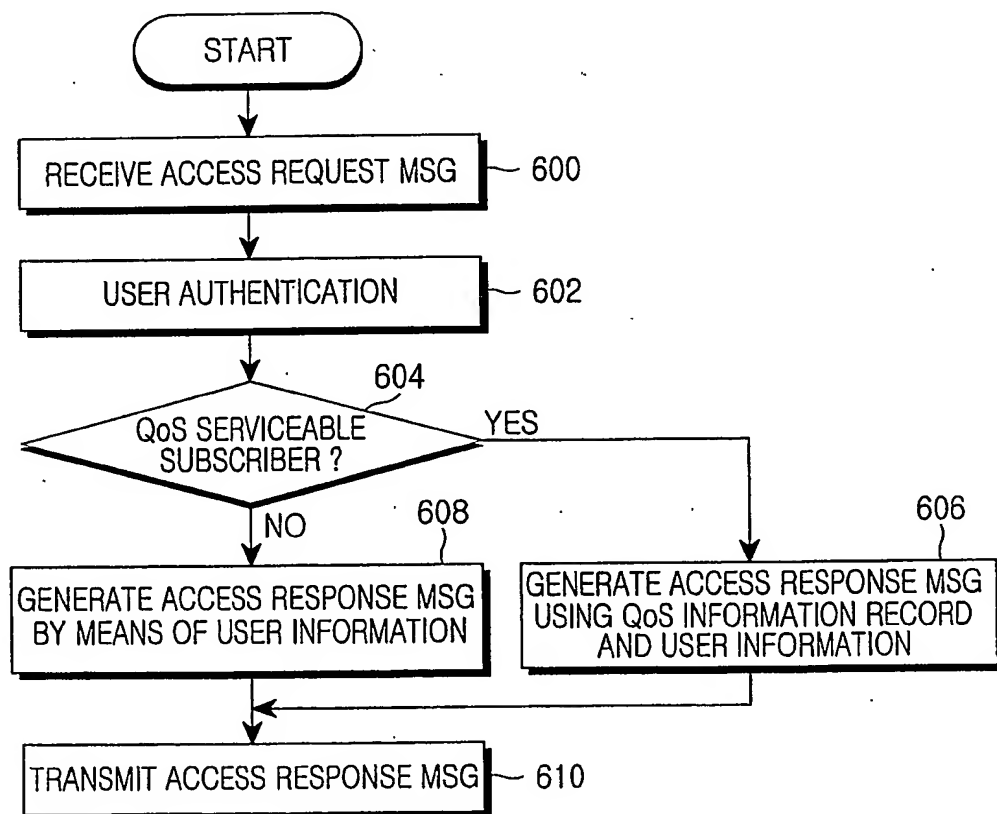 START
RECEIVE ACCESS REQUEST MSG
600
USER AUTHENTICATION
602
604
QoS SERVICEABLE
SUBSCRIBER ?
YES
NO
608
606
GENERATE ACCESS RESPONSE MSG
BY MEANS OF USER INFORMATION
GENERATE ACCESS RESPONSE MSG
USING QoS INFORMATION RECORD
AND USER INFORMATION
TRANSMIT ACCESS RESPONSE MSG
610